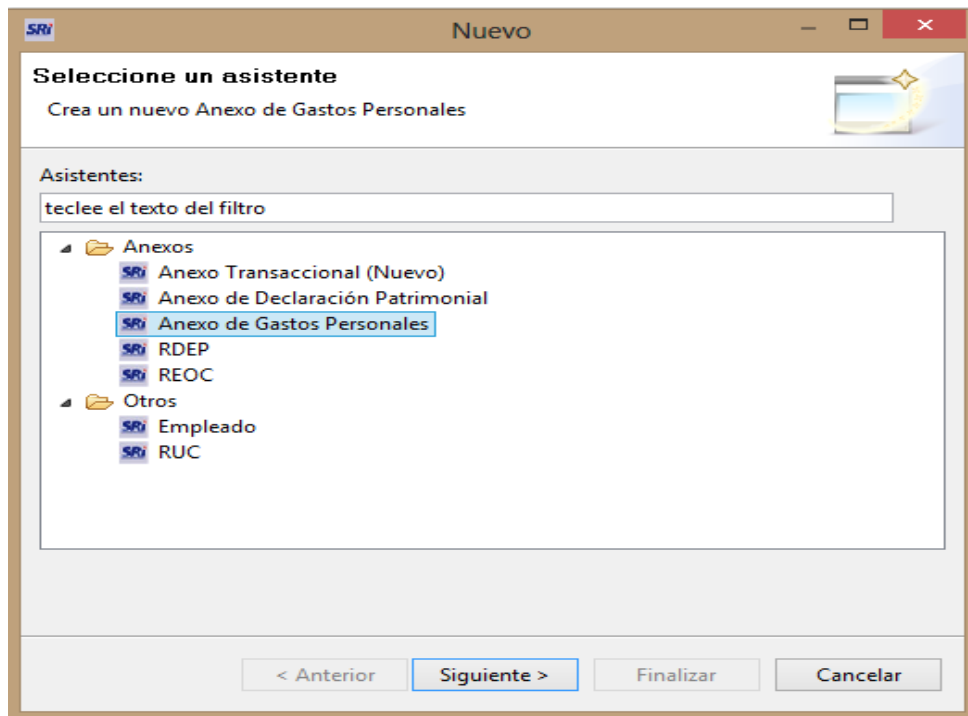 SRi Nuevo
Seleccione un asistente
Crea un nuevo Anexo de Gastos Personales
Asistentes:
teclee el texto del filtro
Anexos
SRi Anexo Transaccional (Nuevo)
SRi Anexo de Declaración Patrimonial
SRi Anexo de Gastos Personales
SRi RDEP
SRi REOC
Otros
SRi Empleado
SRi RUC
< Anterior Siguiente > Finalizar Cancelar